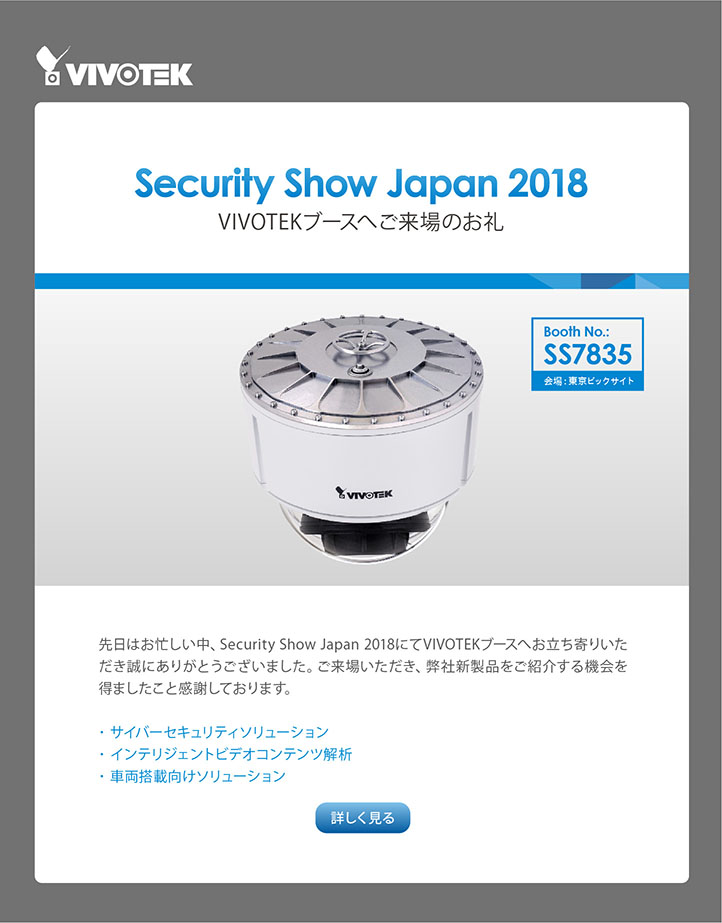 VIVOTEK
Security Show Japan 2018
VIVOTEKブースへご来場のお礼
Booth No.:
SS7835
会場：東京ビックサイト
VIVOTEK
先日はお忙しい中、Security Show Japan 2018にてVIVOTEKブースへお立ち寄りいた
だき誠にありがとうございました。ご来場いただき、弊社新製品をご紹介する機会を
得ましたこと感謝しております。
・ サイバーセキュリティソリューション
・ インテリジェントビデオコンテンツ解析
・ 車両搭載向けソリューション
詳しく見る